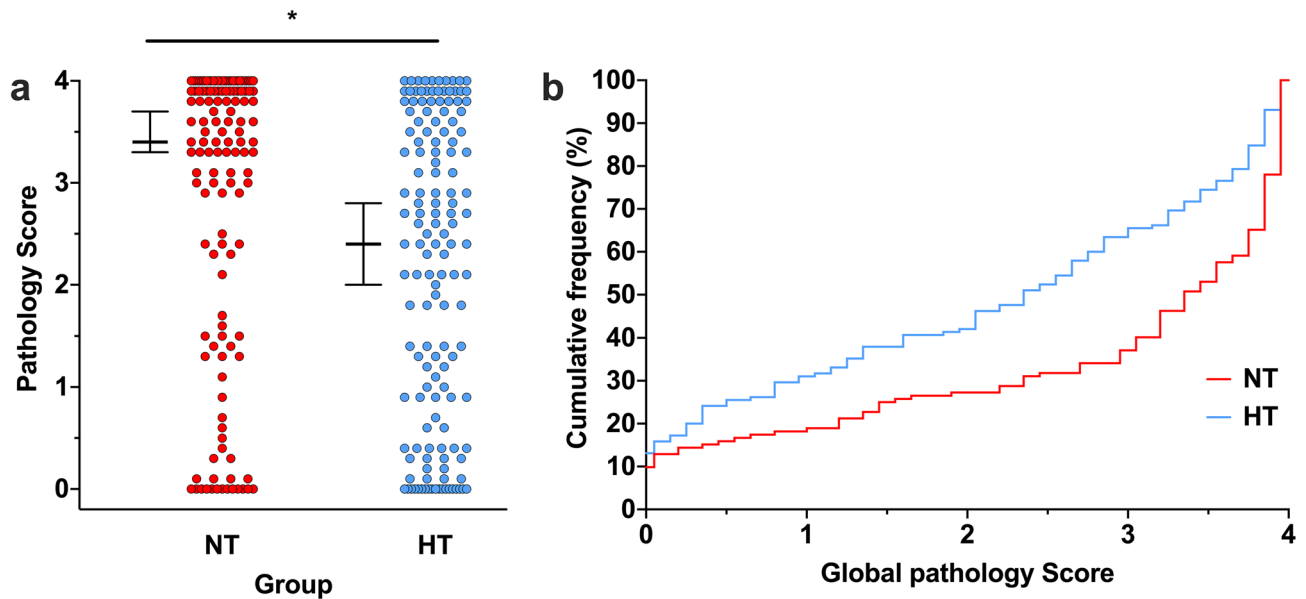 *
a
4
3
2
1
0
Pathology Score
NT
HT
Group
b
100
90
80
70
60
50
40
30
20
10
0
Cumulative frequency (%)
0
1
2
3
4
Global pathology Score
NT
HT